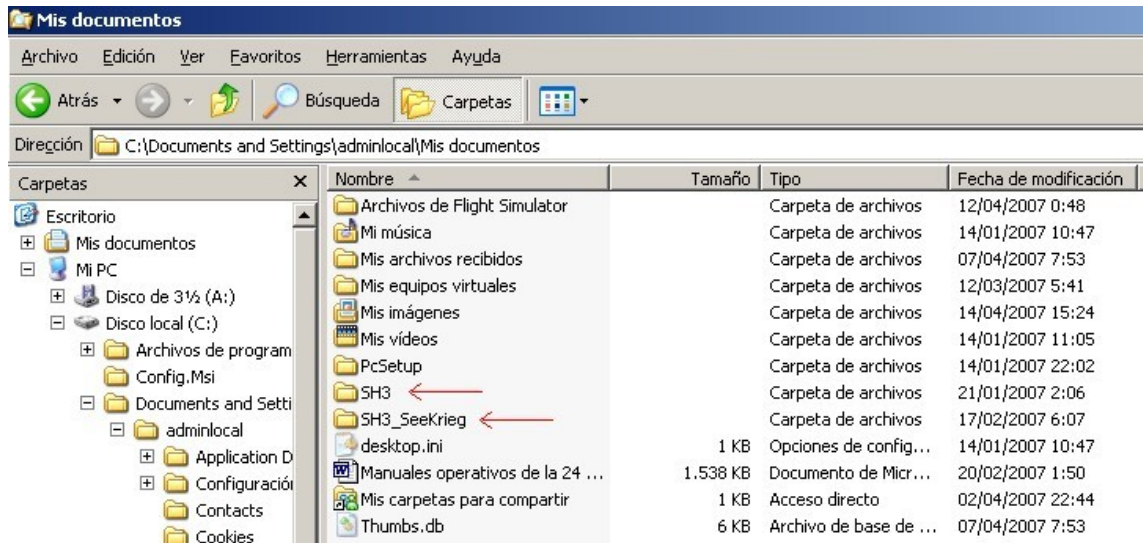 Mis documentos
Archivo Edición Ver Favoritos Herramientas Ayuda
Atrás Búsqueda Carpetas
Dirección C:\Documents and Settings\adminlocal\Mis documentos
Carpetas x
Escritorio
Mis documentos
Mi PC
Disco de 3½ (A:)
Disco local (C:)
Archivos de program
Config.Msi
Documents and Setti
adminlocal
Application D
Configuració
Contacts
Cookies
Nombre Tamaño Tipo Fecha de modificación
Archivos de Flight Simulator Carpeta de archivos 12/04/2007 0:48
Mi música Carpeta de archivos 14/01/2007 10:47
Mis archivos recibidos Carpeta de archivos 07/04/2007 7:53
Mis equipos virtuales Carpeta de archivos 12/03/2007 5:41
Mis imágenes Carpeta de archivos 14/04/2007 15:24
Mis vídeos Carpeta de archivos 14/01/2007 11:05
PcSetup Carpeta de archivos 14/01/2007 22:02
SH3 Carpeta de archivos 21/01/2007 2:06
SH3_SeeKrieg Carpeta de archivos 17/02/2007 6:07
desktop.ini 1 KB Opciones de config... 14/01/2007 10:47
Manuales operativos de la 24 ... 1.538 KB Documento de Micr... 20/02/2007 1:50
Mis carpetas para compartir 1 KB Acceso directo 02/04/2007 22:44
Thumbs.db 6 KB Archivo de base de ... 07/04/2007 7:53